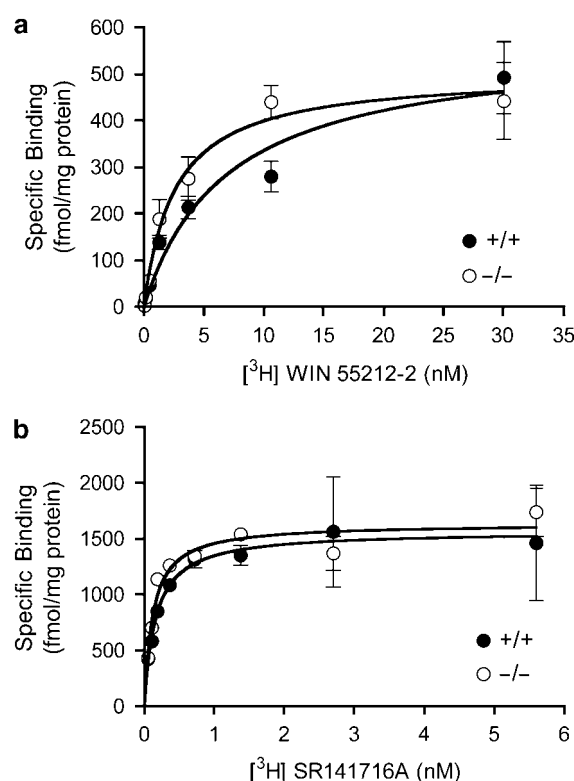 a
600
500
400
300
200
100
0
Specific Binding
(fmol/mg protein)
+/+
−/−
0 5 10 15 20 25 30 35
[³H] WIN 55212-2 (nM)
b
2500
2000
1500
1000
500
0
Specific Binding
(fmol/mg protein)
+/+
−/−
0 1 2 3 4 5 6
[³H] SR141716A (nM)